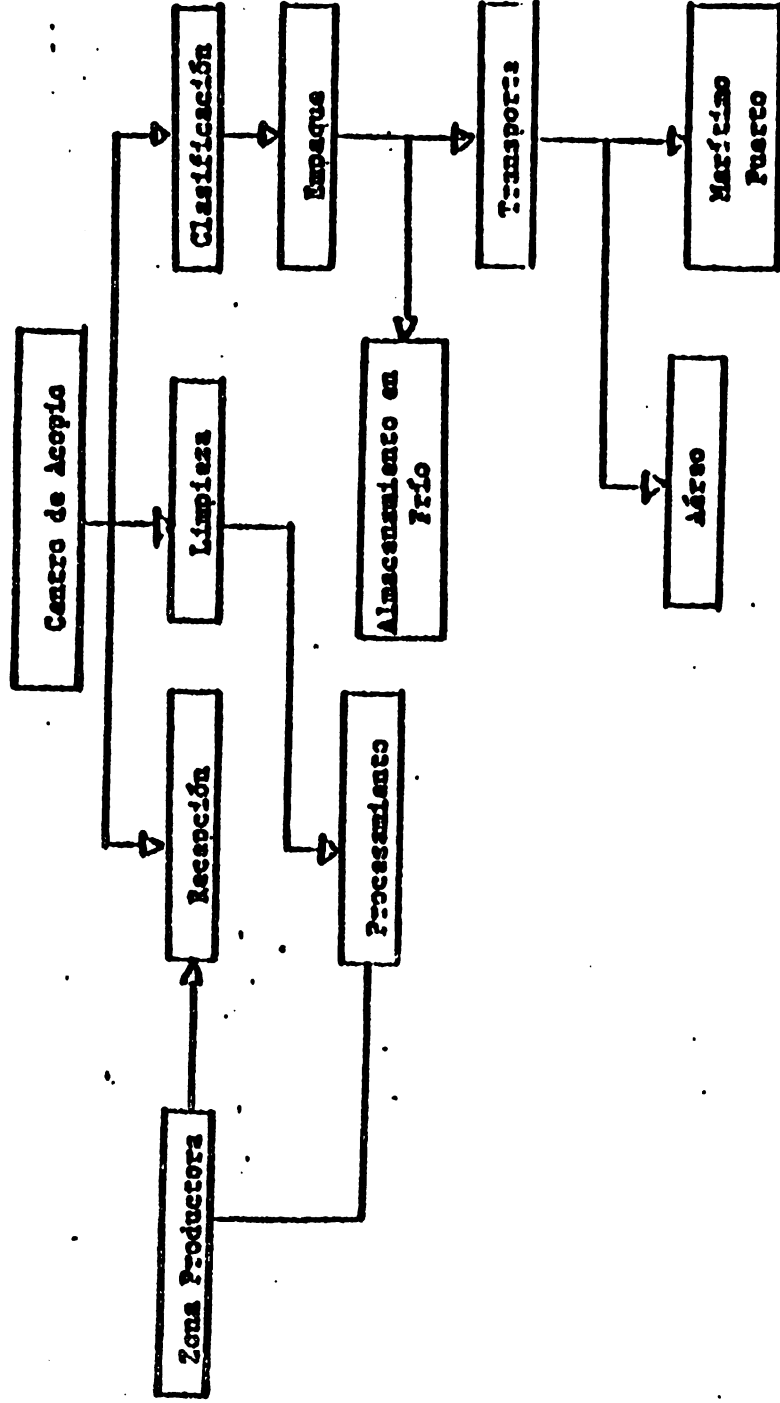 Centro de Acopio
Zona Productora
Recepción
Limpieza
Clasificación
Procesamiento
Almacenamiento en
Frío
Empaque
Transporte
Aéreo
Marítimo
Puerto